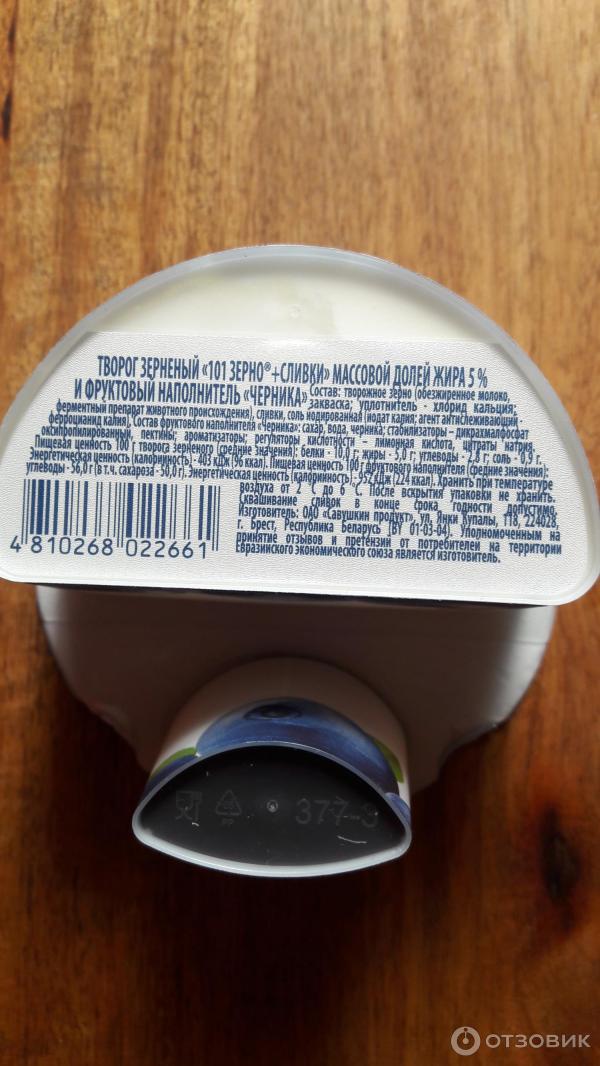 ТВОРОГ ЗЕРНЕНЫЙ «101 ЗЕРНО®+СЛИВКИ» МАССОВОЙ ДОЛЕЙ ЖИРА 5 %
И ФРУКТОВЫЙ НАПОЛНИТЕЛЬ «ЧЕРНИКА» Состав: творожное зерно (обезжиренное молоко,
закваска; уплотнитель - хлорид кальция;
ферментный препарат животного происхождения), сливки, соль йодированная (йодат калия; агент антислеживающий
ферроцианид калия). Состав фруктового наполнителя «Черника»: сахар, вода, черника; стабилизаторы – дикрахмалфосфат
оксипропилированный, пектины; ароматизаторы; регуляторы кислотности – лимонная кислота, цитраты натрия.
Пищевая ценность 100 г творога зерненого (средние значения): белки - 10,0 г; жиры - 5,0 г; углеводы - 2,8 г; соль - 0,9 г.
Энергетическая ценность (калорийность) - 403 кДж (96 ккал). Пищевая ценность 100 г фруктового наполнителя (средние значения):
углеводы - 56,0 г (в т.ч. сахароза - 50,0 г). Энергетическая ценность (калорийность) - 952 кДж (224 ккал). Хранить при температуре
воздуха от 2 °С до 6 °С. После вскрытия упаковки не хранить.
Сквашивание сливок в конце срока годности допустимо.
Изготовитель: ОАО «Савушкин продукт», ул. Янки Купалы, 118, 224028,
г. Брест, Республика Беларусь (BY 01-03-04). Уполномоченным на
принятие отзывов и претензий от потребителей на территории
Евразийского экономического союза является изготовитель.
4 810268 022661
PP
377-3
ОТЗОВИК